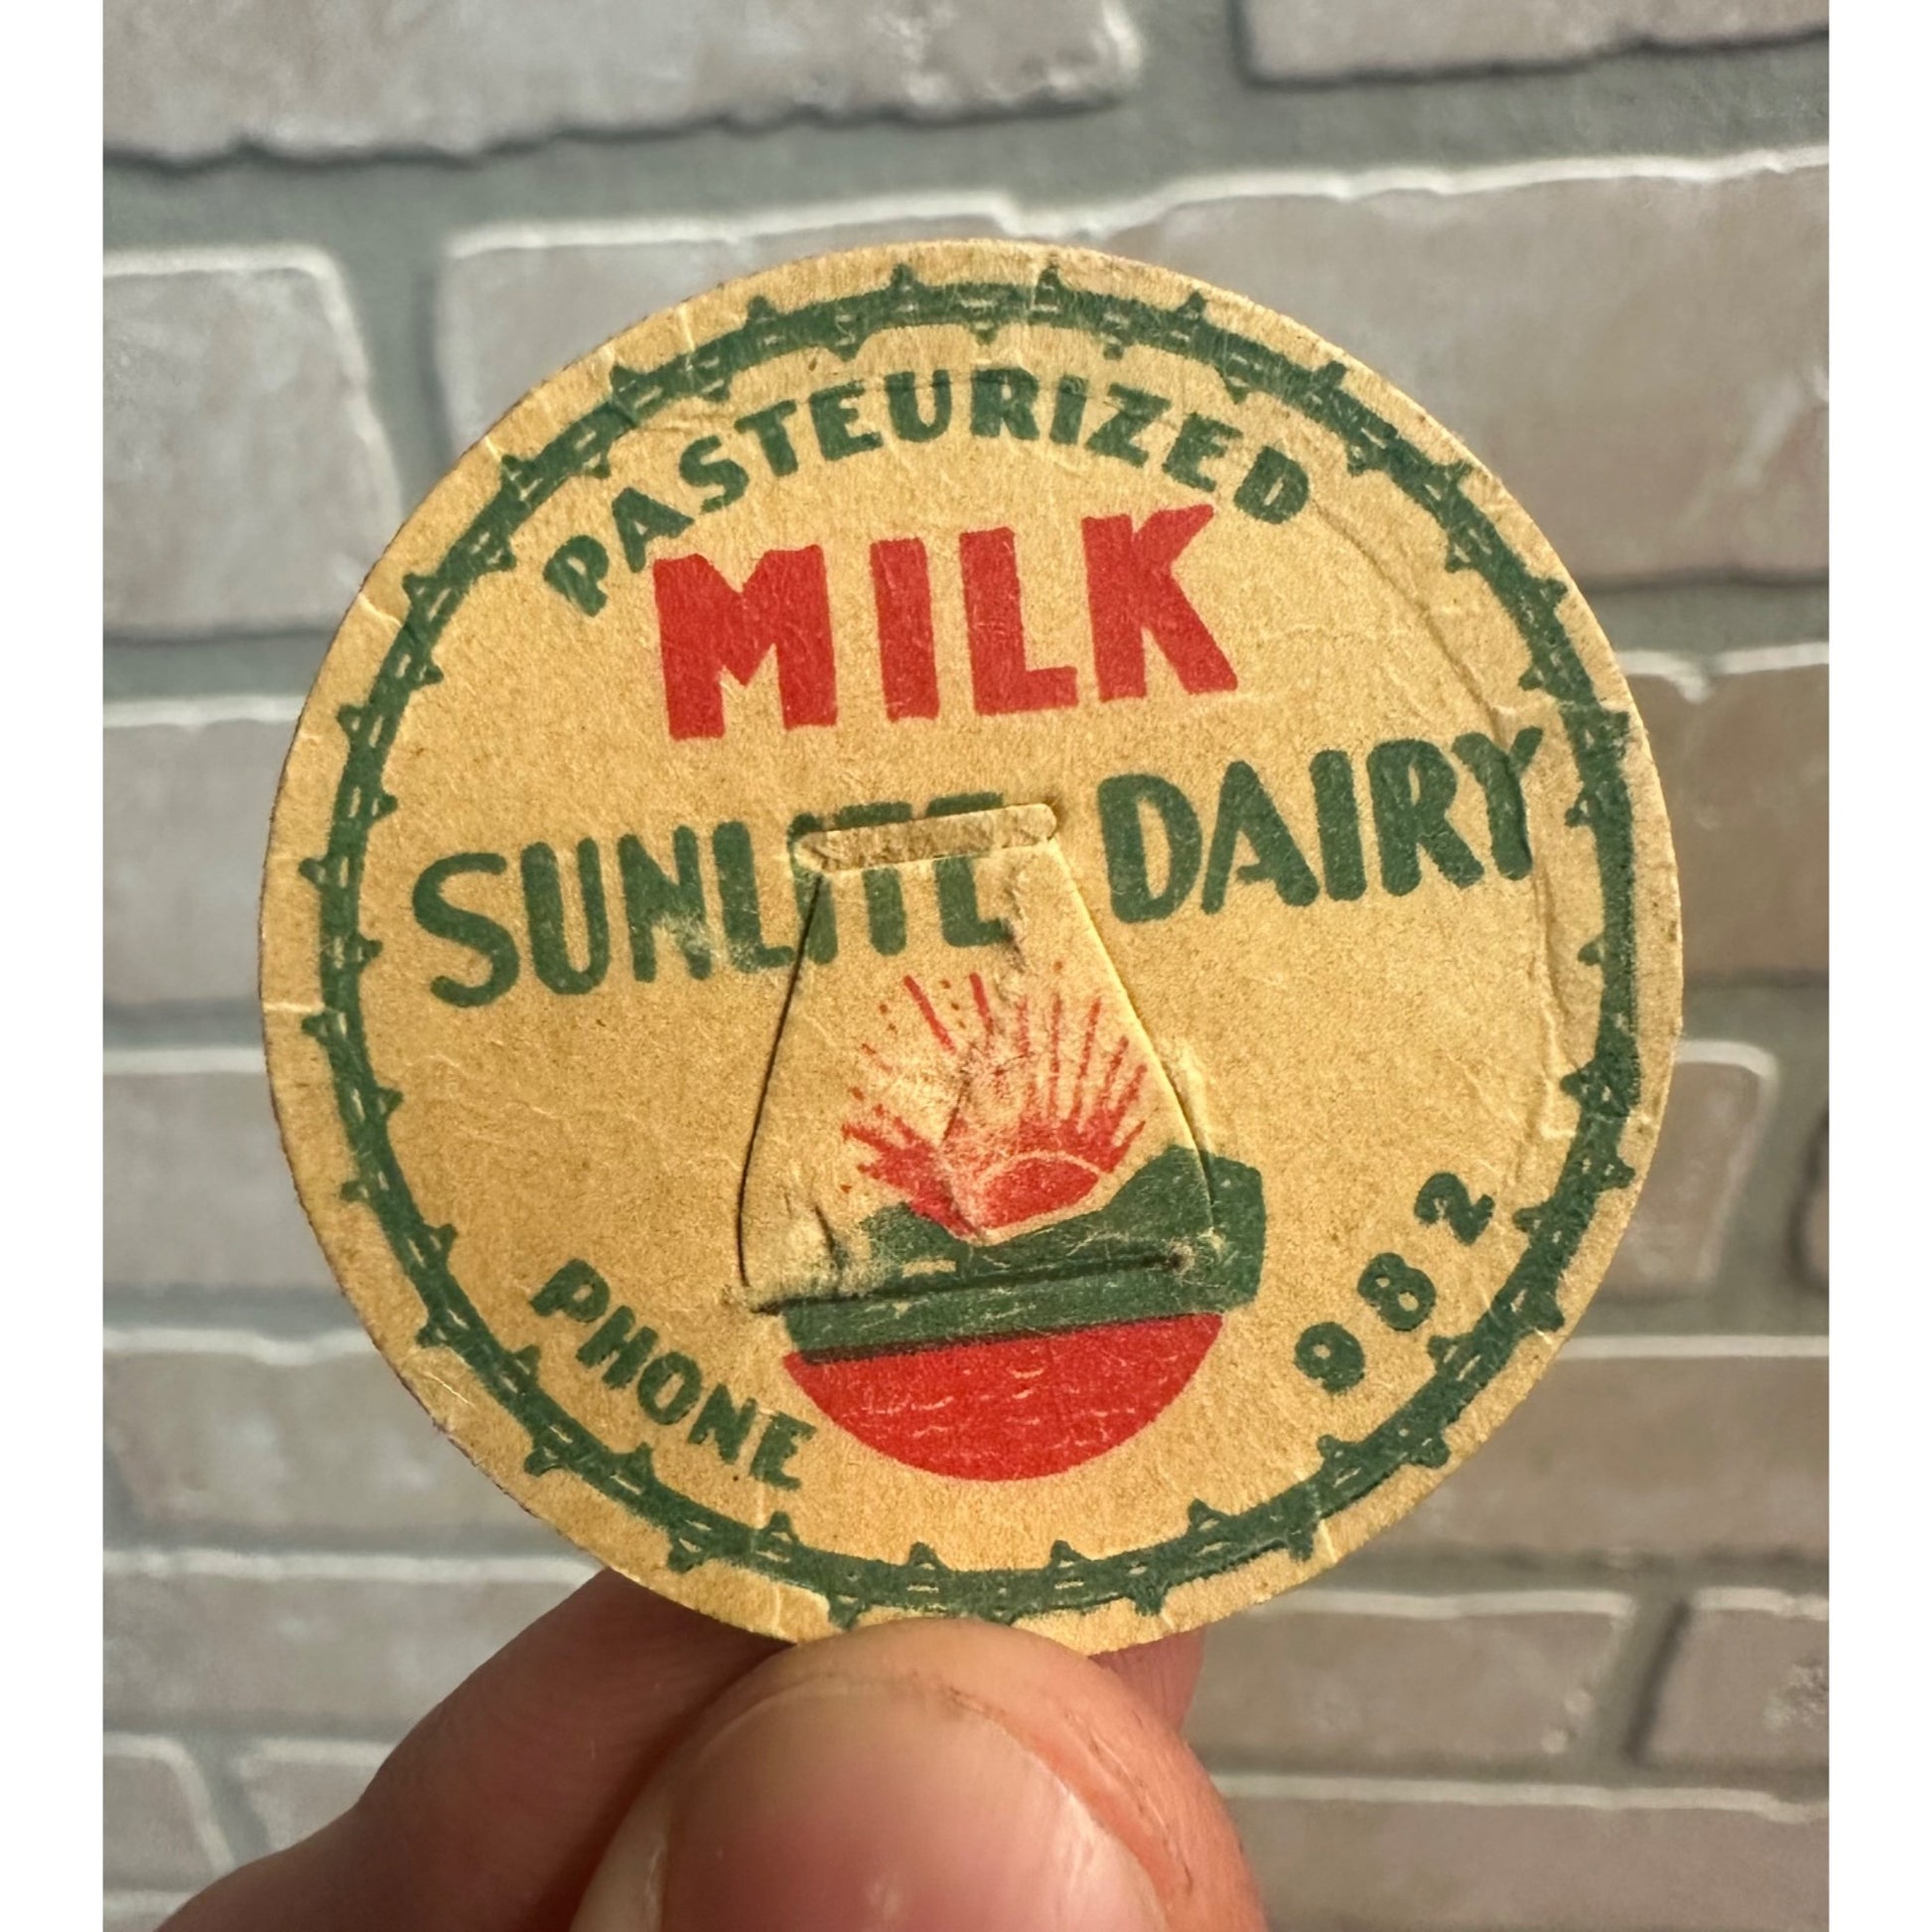 PASTEURIZED
MILK
SUNLITE DAIRY
PHONE 982